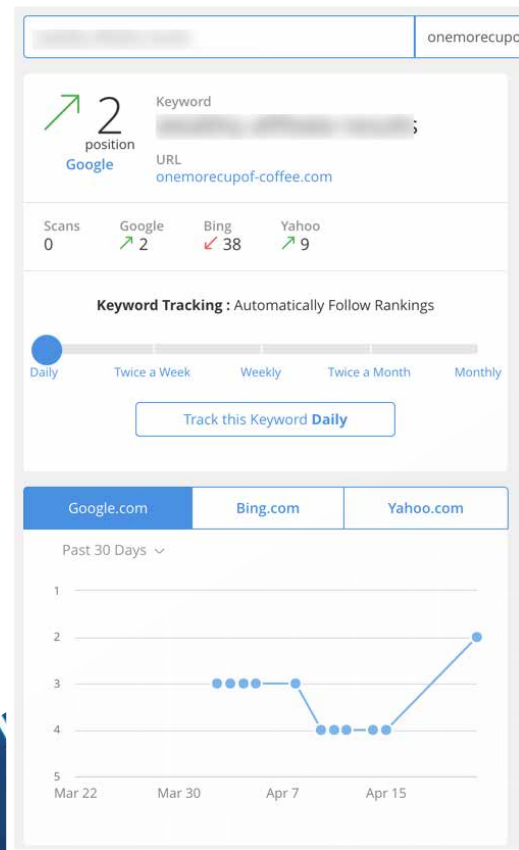 onemorecupo
2
position
Google
Keyword
URL
onemorecupof-coffee.com
Scans
Google
Bing
Yahoo
0
2
38
9
Keyword Tracking : Automatically Follow Rankings
Daily
Twice a Week
Weekly
Twice a Month
Monthly
Track this Keyword Daily
Google.com
Bing.com
Yahoo.com
Past 30 Days
1
2
3
4
5
Mar 22
Mar 30
Apr 7
Apr 15